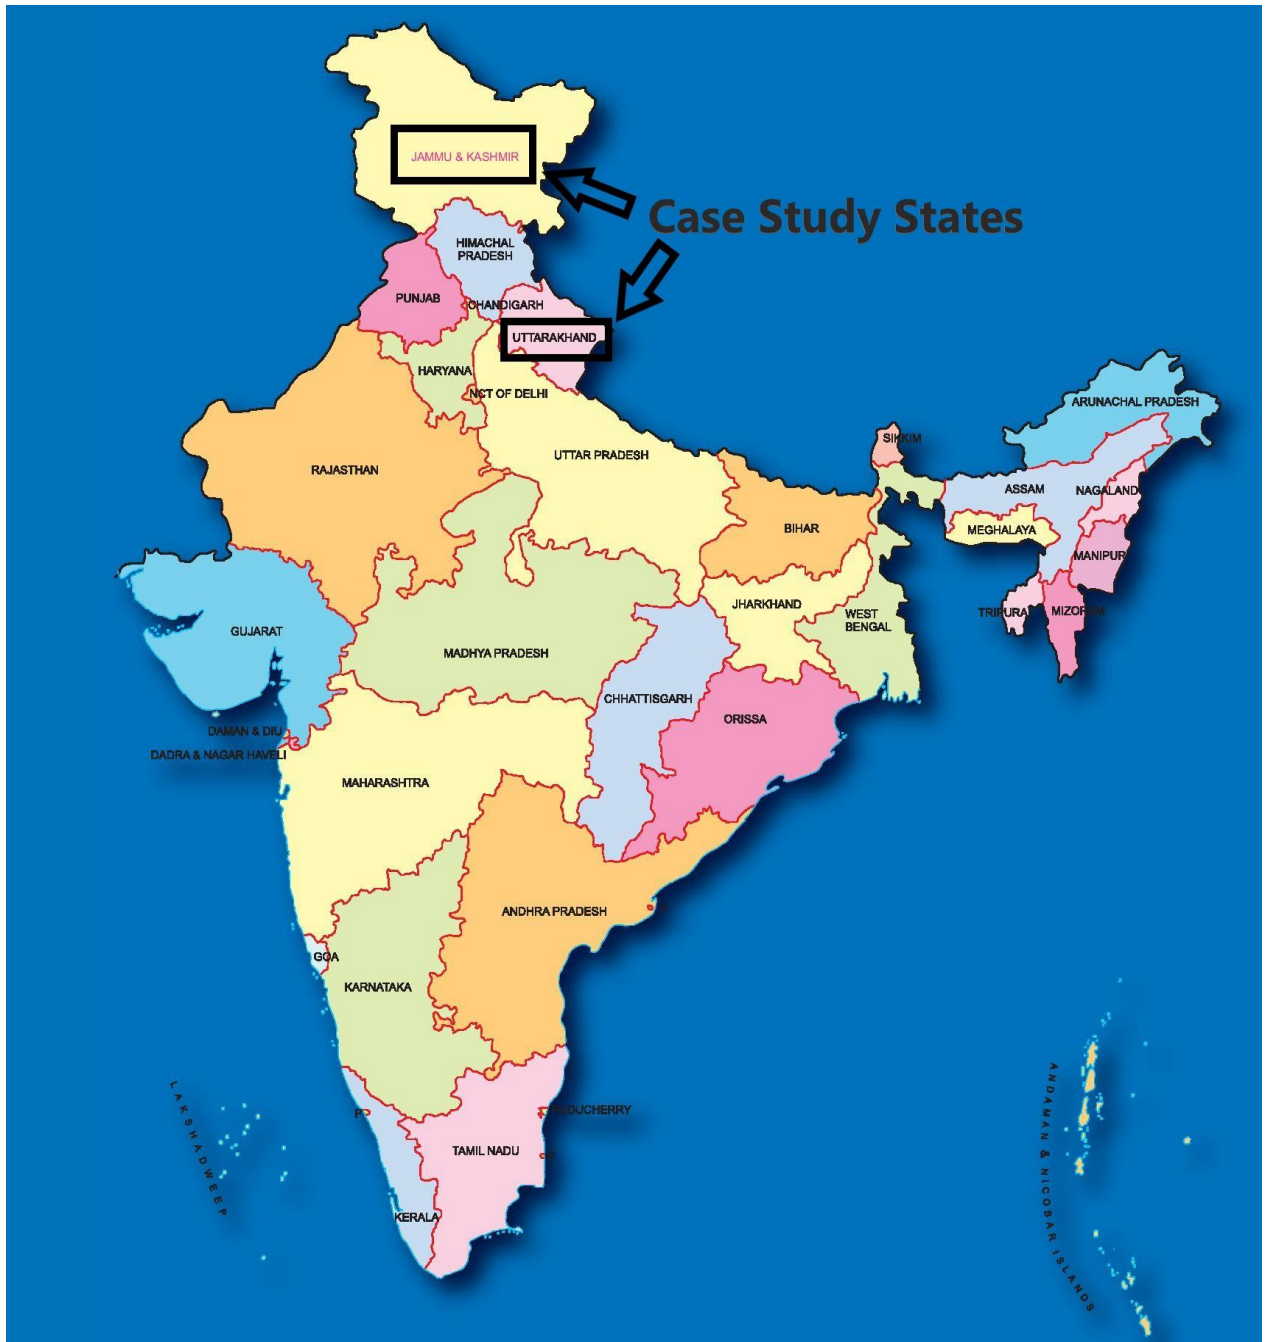 JAMMU & KASHMIR
Case Study States
HIMACHAL
PRADESH
PUNJAB
CHANDIGARH
UTTARAKHAND
HARYANA
NCT OF DELHI
ARUNACHAL PRADESH
SIKKIM
UTTAR PRADESH
RAJASTHAN
ASSAM
NAGALAND
BIHAR
MEGHALAYA
MANIPUR
JHARKHAND
TRIPURA
MIZORAM
WEST
BENGAL
GUJARAT
MADHYA PRADESH
CHHATTISGARH
ORISSA
DAMAN & DIU
DADRA & NAGAR HAVELI
MAHARASHTRA
ANDHRA PRADESH
GOA
KARNATAKA
LAKSHADWEEP
P
PUDUCHERRY
ANDAMAN & NICOBAR ISLANDS
TAMIL NADU
KERALA